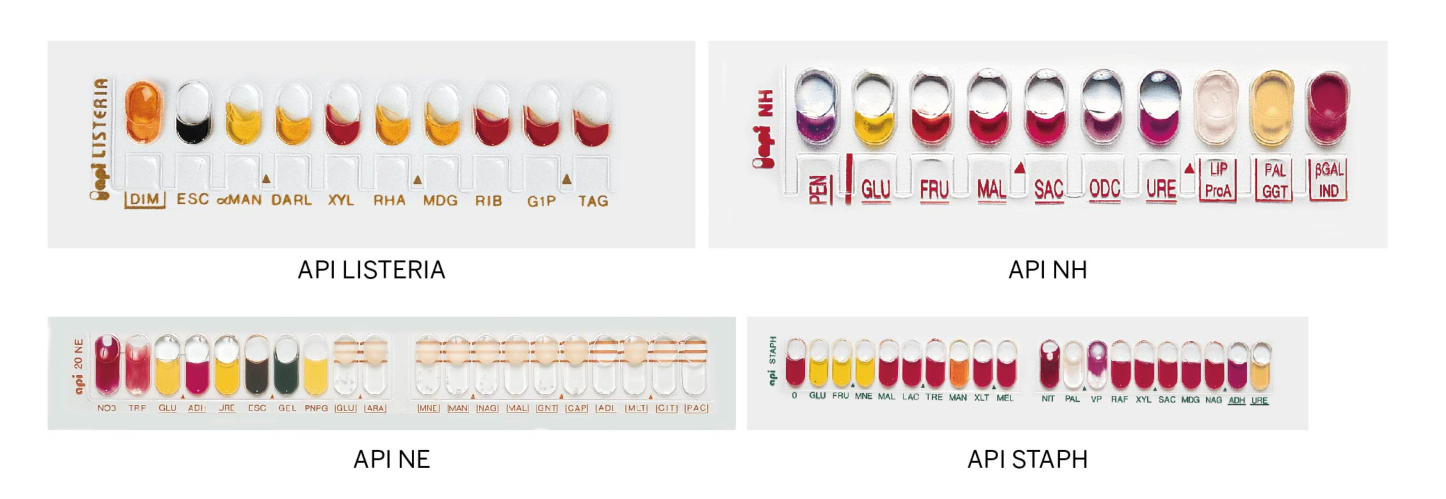 api LISTERIA
DIM ESC αMAN DARL XYL RHA MDG RIB G1P TAG
API LISTERIA
api NH
PEN GLU FRU MAL SAC ODC URE LIP ProA PAL GGT βGAL IND
API NH
api 20 NE
NO3 TRP GLU ADH URE ESC GEL PNPG |GLU| |ARA| |MNE| |MAN| |NAG| |MAL| |GNT| |CAP| |ADI| |MLT| |CIT| |PAC|
API NE
api STAPH
0 GLU FRU MNE MAL LAC TRE MAN XLT MEL NIT PAL VP RAF XYL SAC MDG NAG ADH URE
API STAPH